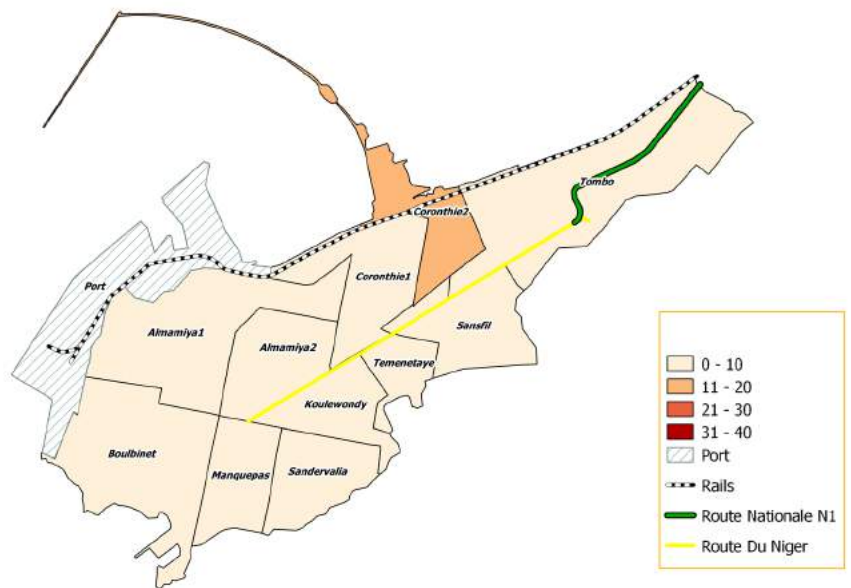 Tombo
Coronthie2
Coronthie1
Port
Almamiya1
Almamiya2
Sansfil
Temenetaye
Koulewondy
Boulbinet
Manquepas
Sandervalia
0 - 10
11 - 20
21 - 30
31 - 40
Port
Rails
Route Nationale N1
Route Du Niger